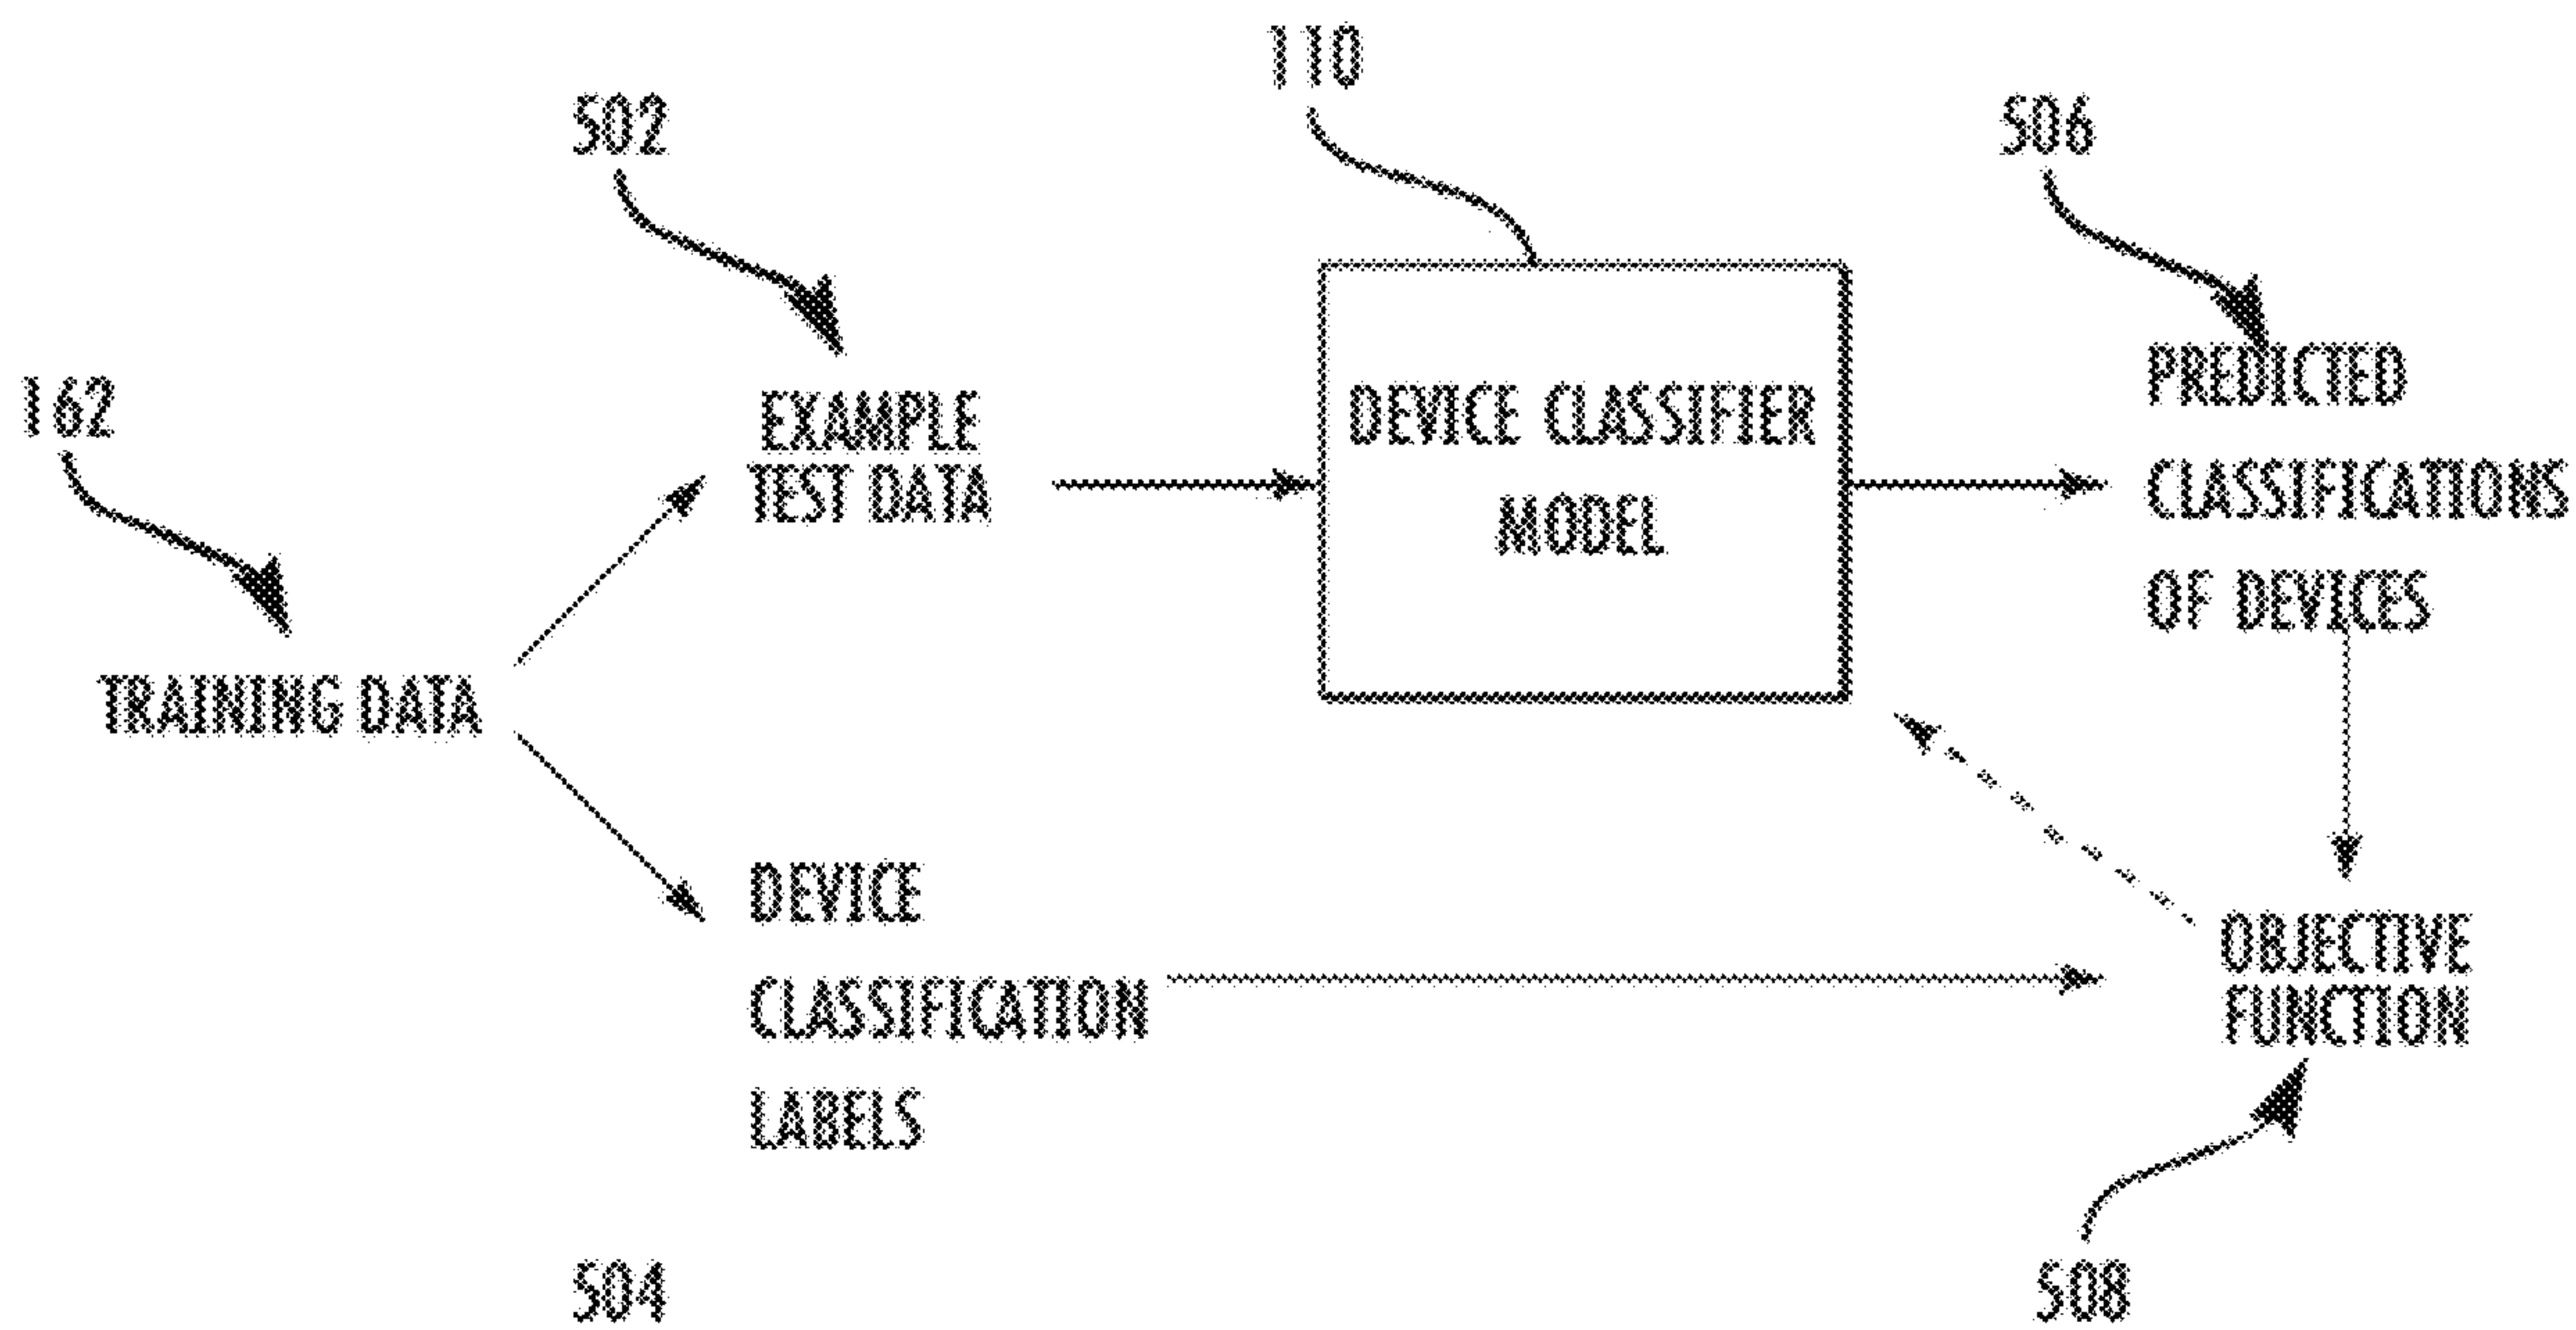 110
502
506
162
EXAMPLE
TEST DATA
DEVICE CLASSIFIER
MODEL
PREDICTED
CLASSIFICATIONS
OF DEVICES
TRAINING DATA
DEVICE
CLASSIFICATION
LABELS
OBJECTIVE
FUNCTION
504
508